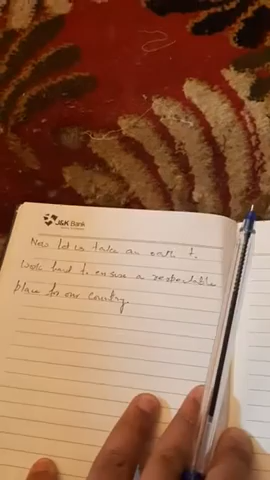 J&K Bank
Now let us take an oath to
work hard to ensure a respectable
place for our Country.